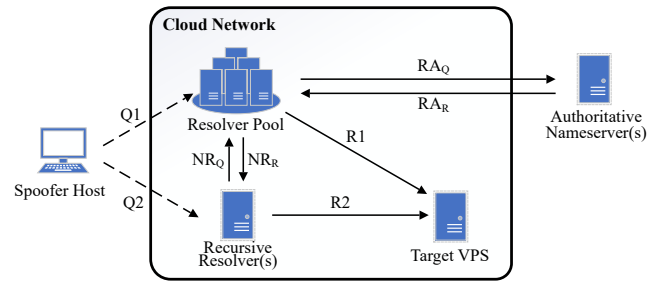 Cloud Network
RA_Q
RA_R
Q1
Resolver Pool
R1
Authoritative
Nameserver(s)
NR_Q
NR_R
Spoofer Host
Q2
R2
Recursive
Resolver(s)
Target VPS